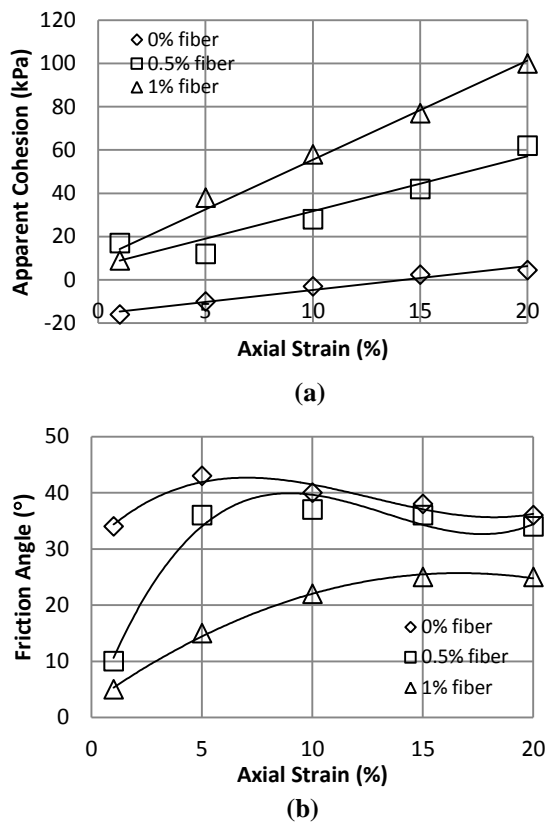 120
100
80
60
40
20
0
-20
Apparent Cohesion (kPa)
0% fiber
0.5% fiber
1% fiber
0 5 10 15 20
Axial Strain (%)
(a)
50
40
30
20
10
0
Friction Angle (°)
0% fiber
0.5% fiber
1% fiber
0 5 10 15 20
Axial Strain (%)
(b)